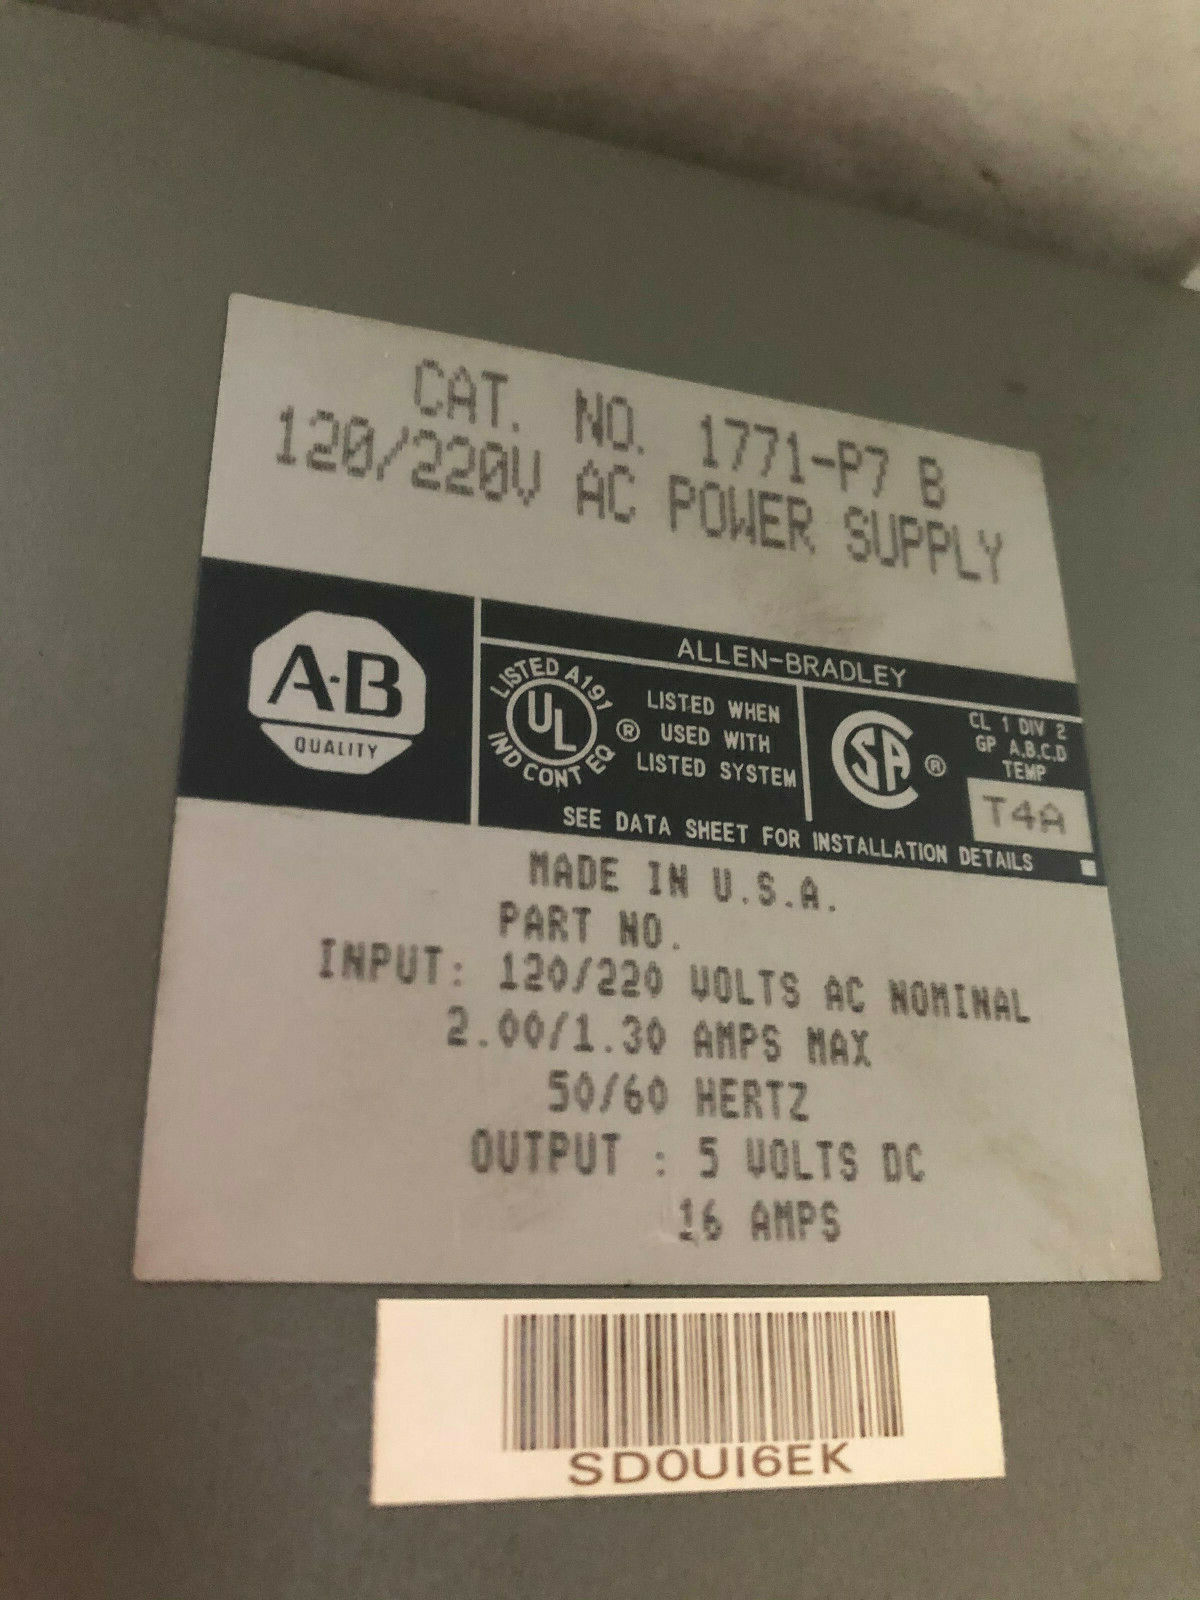 CAT. NO. 1771-P7 B
120/220V AC POWER SUPPLY
A-B
QUALITY
ALLEN-BRADLEY
LISTED A191
UL
IND CONT EQ
®
LISTED WHEN
USED WITH
LISTED SYSTEM
SA ®
CL 1 DIV 2
GP A,B,C,D
TEMP
T4A
SEE DATA SHEET FOR INSTALLATION DETAILS
MADE IN U.S.A.
PART NO.
INPUT: 120/220 VOLTS AC NOMINAL
2.00/1.30 AMPS MAX
50/60 HERTZ
OUTPUT : 5 VOLTS DC
16 AMPS
SD0UI6EK